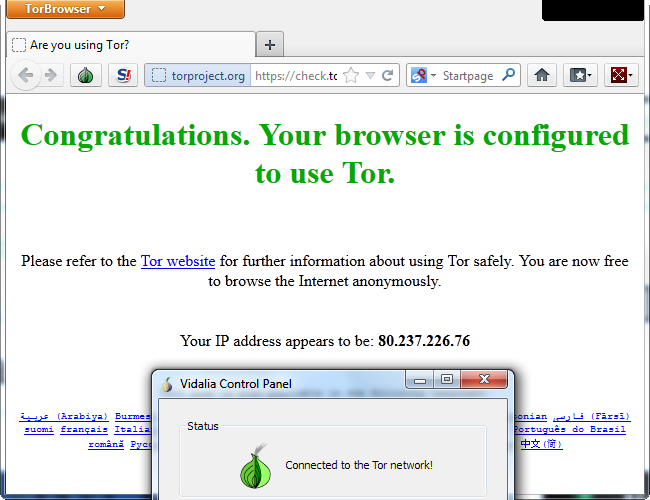 TorBrowser
Are you using Tor?
torproject.org https://check.to Startpage
Congratulations. Your browser is configured
to use Tor.
Please refer to the Tor website for further information about using Tor safely. You are now free
to browse the Internet anonymously.
Your IP address appears to be: 80.237.226.76
Vidalia Control Panel
عربية (Arabiya) Burmes onian فارسی (Fārsī)
suomi français Italia Português do Brasil
română Русс 中文(简)
Status
Connected to the Tor network!